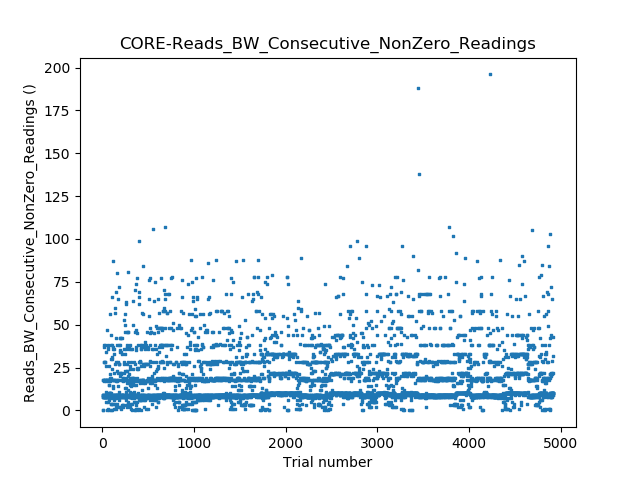 CORE-Reads_BW_Consecutive_NonZero_Readings
Reads_BW_Consecutive_NonZero_Readings ()
200
175
150
125
100
75
50
25
0
0 1000 2000 3000 4000 5000
Trial number